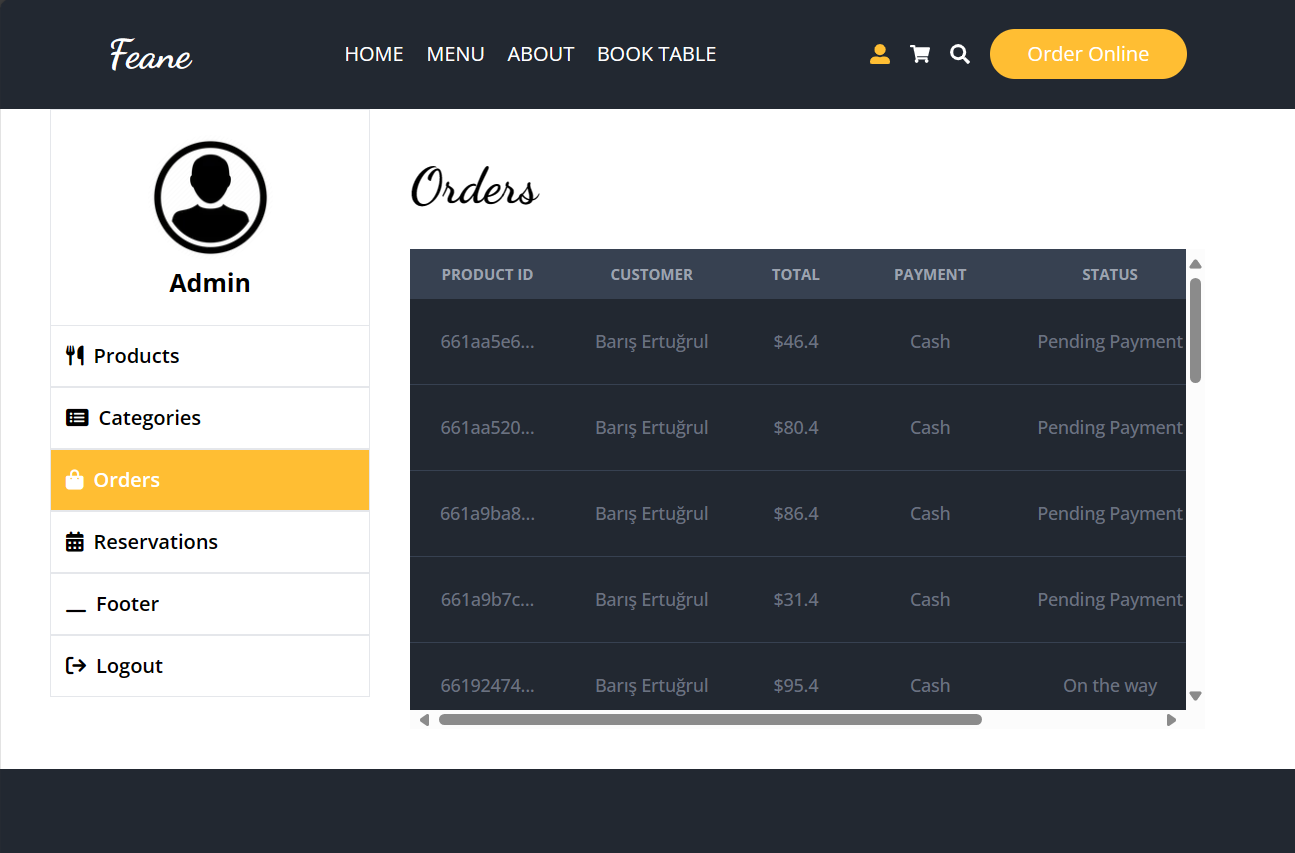 Feane
HOME MENU ABOUT BOOK TABLE
Order Online
Admin
Products
Categories
Orders
Reservations
Footer
Logout
Orders
PRODUCT ID CUSTOMER TOTAL PAYMENT STATUS
661aa5e6... Barış Ertuğrul $46.4 Cash Pending Payment
661aa520... Barış Ertuğrul $80.4 Cash Pending Payment
661a9ba8... Barış Ertuğrul $86.4 Cash Pending Payment
661a9b7c... Barış Ertuğrul $31.4 Cash Pending Payment
66192474... Barış Ertuğrul $95.4 Cash On the way